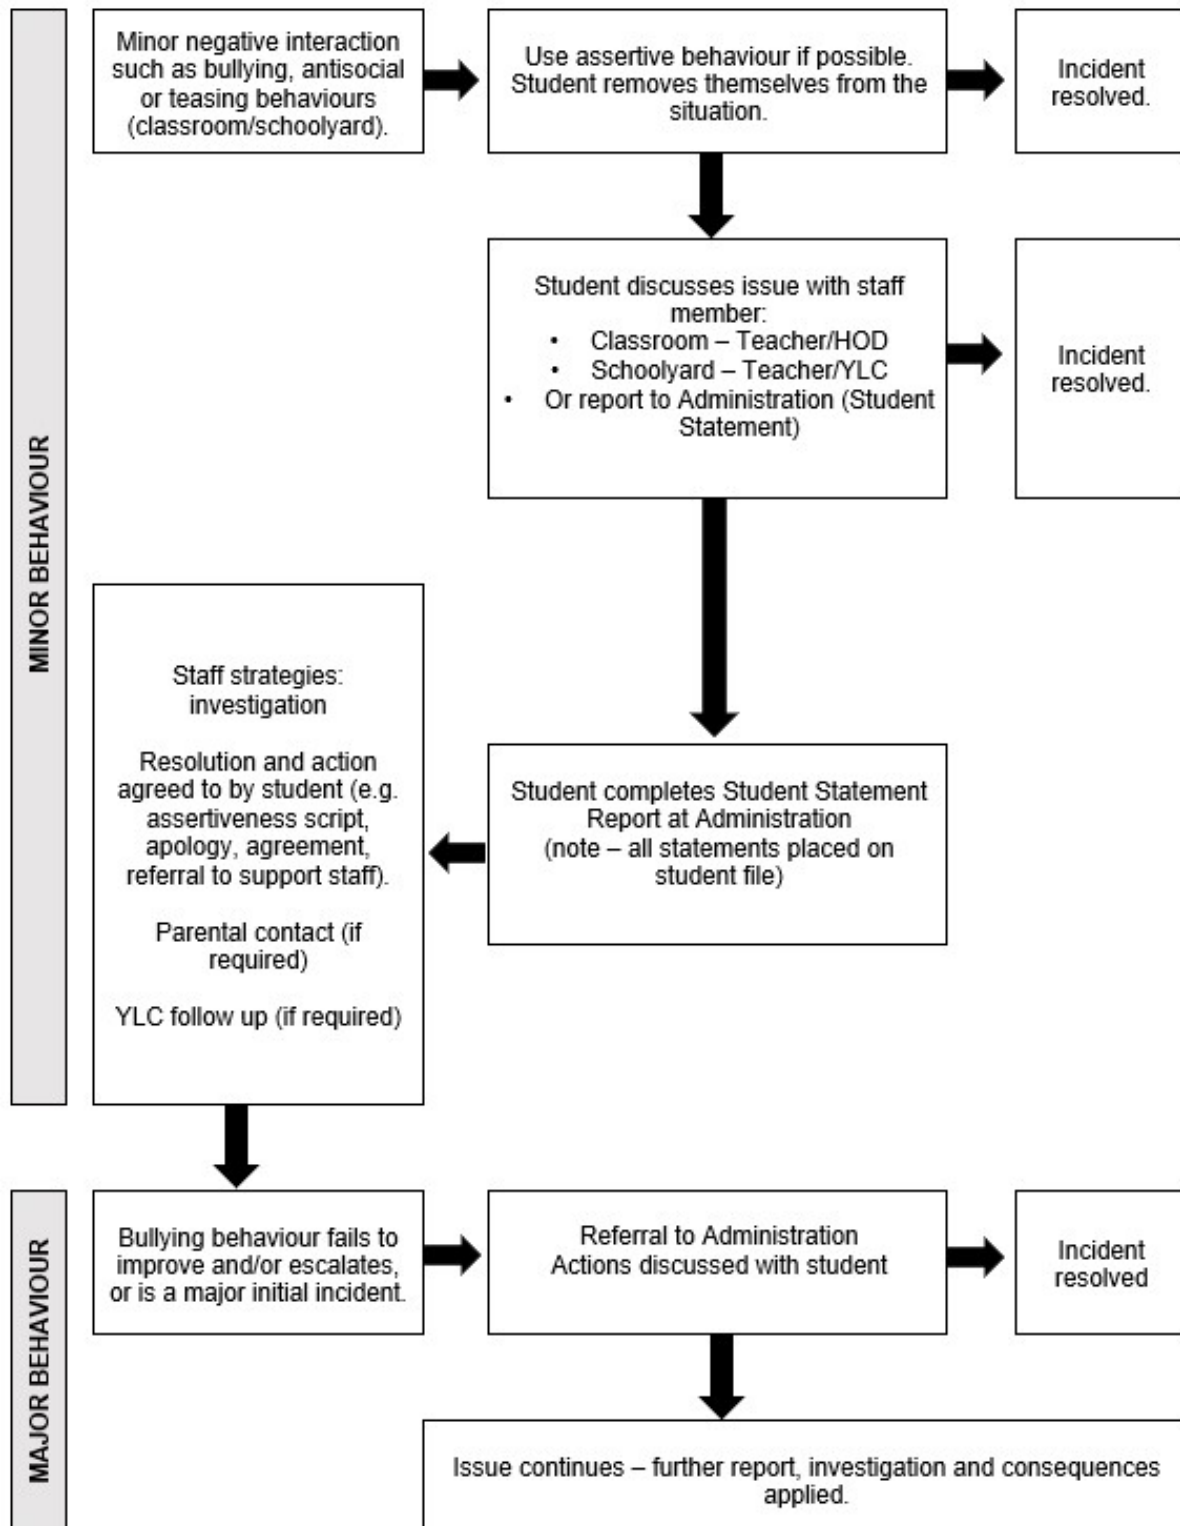 MINOR BEHAVIOUR
Minor negative interaction
such as bullying, antisocial
or teasing behaviours
(classroom/schoolyard).
Use assertive behaviour if possible.
Student removes themselves from the
situation.
Incident
resolved.
Student discusses issue with staff
member:
• Classroom – Teacher/HOD
• Schoolyard – Teacher/YLC
• Or report to Administration (Student
Statement)
Incident
resolved.
Student completes Student Statement
Report at Administration
(note – all statements placed on
student file)
Staff strategies:
investigation
Resolution and action
agreed to by student (e.g.
assertiveness script,
apology, agreement,
referral to support staff).
Parental contact (if
required)
YLC follow up (if required)
MAJOR BEHAVIOUR
Bullying behaviour fails to
improve and/or escalates,
or is a major initial incident.
Referral to Administration
Actions discussed with student
Incident
resolved
Issue continues – further report, investigation and consequences
applied.